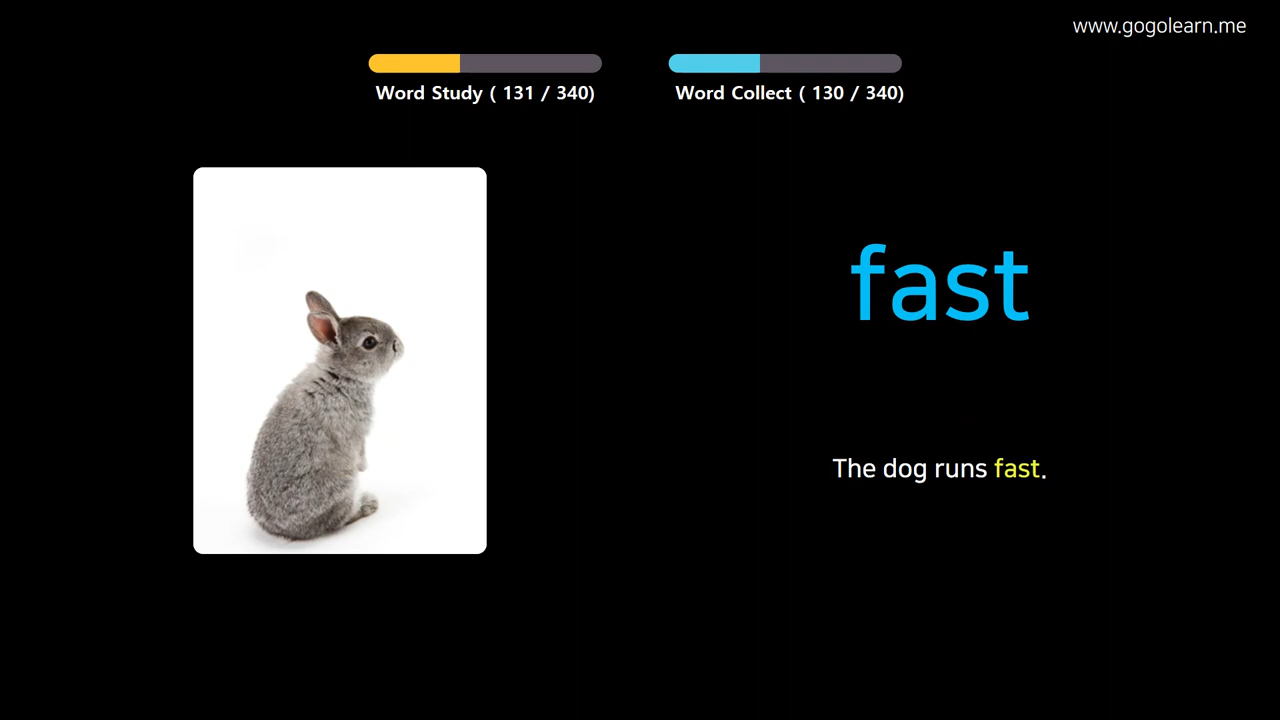 www.gogolearn.me
Word Study ( 131 / 340)
Word Collect ( 130 / 340)
fast
The dog runs fast.